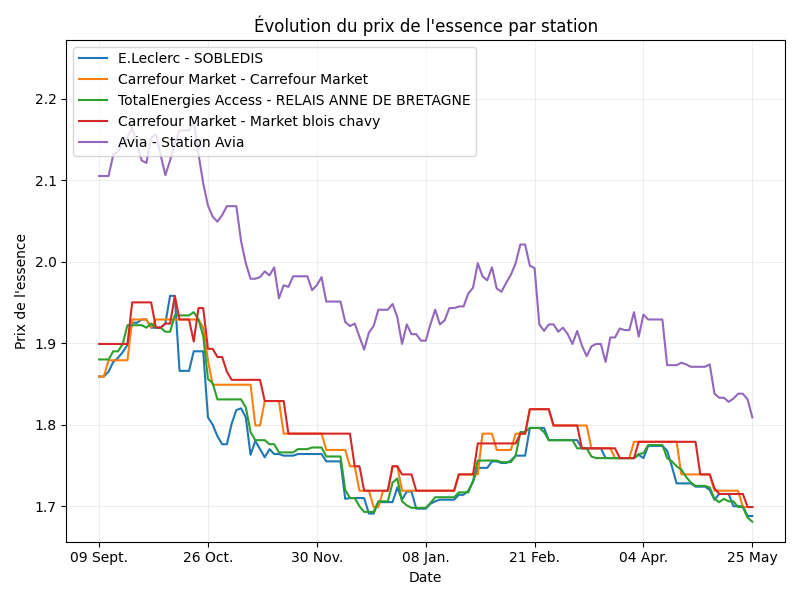 Évolution du prix de l'essence par station
E.Leclerc - SOBLEDIS
Carrefour Market - Carrefour Market
TotalEnergies Access - RELAIS ANNE DE BRETAGNE
Carrefour Market - Market blois chavy
Avia - Station Avia
Prix de l'essence
2.2
2.1
2.0
1.9
1.8
1.7
09 Sept. 26 Oct. 30 Nov. 08 Jan. 21 Feb. 04 Apr. 25 May
Date